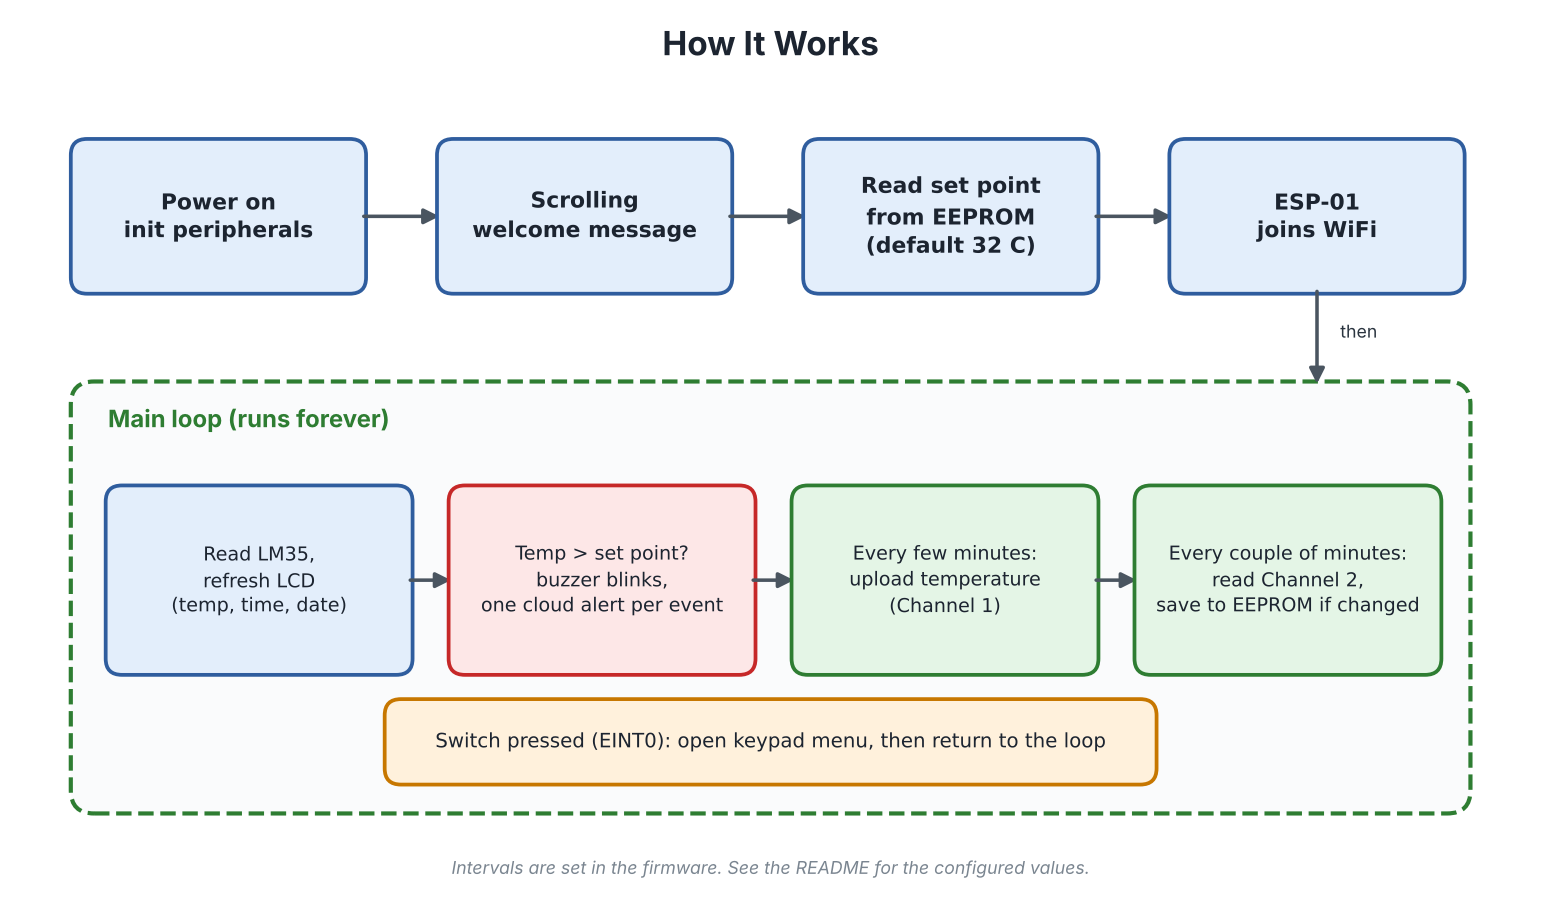 How It Works
Power on
init peripherals
Scrolling
welcome message
Read set point
from EEPROM
(default 32 C)
ESP-01
joins WiFi
then
Main loop (runs forever)
Read LM35,
refresh LCD
(temp, time, date)
Temp > set point?
buzzer blinks,
one cloud alert per event
Every few minutes:
upload temperature
(Channel 1)
Every couple of minutes:
read Channel 2,
save to EEPROM if changed
Switch pressed (EINT0): open keypad menu, then return to the loop
Intervals are set in the firmware. See the README for the configured values.